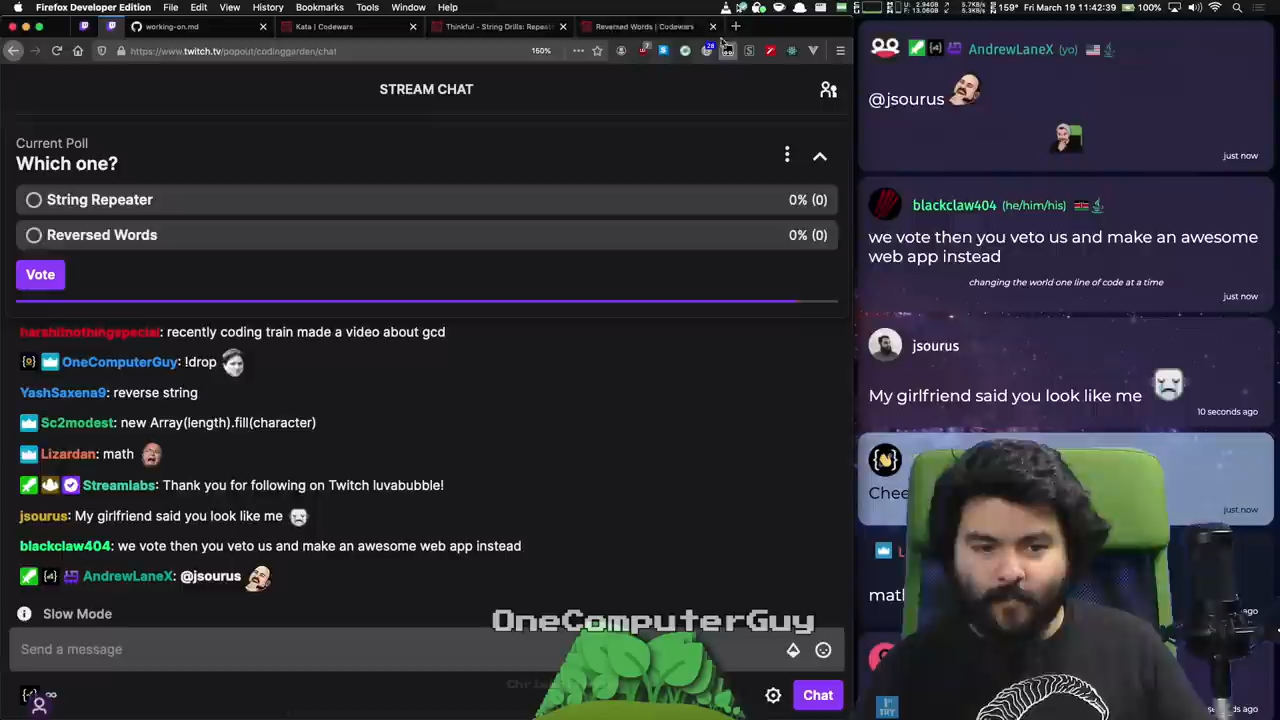 Firefox Developer Edition File Edit View History Bookmarks Tools Window Help
159° Fri March 19 11:42:39 100%
working-on.md
Kata | Codewars
Thinkful - String Drills: Repeat
Reversed Words | Codewars
https://www.twitch.tv/popout/codinggarden/chat
150%
28
STREAM CHAT
Current Poll
Which one?
String Repeater 0% (0)
Reversed Words 0% (0)
Vote
harshitnothingspecial: recently coding train made a video about gcd
OneComputerGuy: !drop
YashSaxena9: reverse string
Sc2modest: new Array(length).fill(character)
Lizardan: math
Streamlabs: Thank you for following on Twitch luvabubble!
jsourus: My girlfriend said you look like me
blackclaw404: we vote then you veto us and make an awesome web app instead
AndrewLaneX: @jsourus
Slow Mode
Send a message
Chat
OneComputerGuy
AndrewLaneX (yo)
@jsourus
just now
blackclaw404 (he/him/his)
we vote then you veto us and make an awesome
web app instead
changing the world one line of code at a time
just now
jsourus
My girlfriend said you look like me
10 seconds ago
Chee
just now
L
math
ago
ago